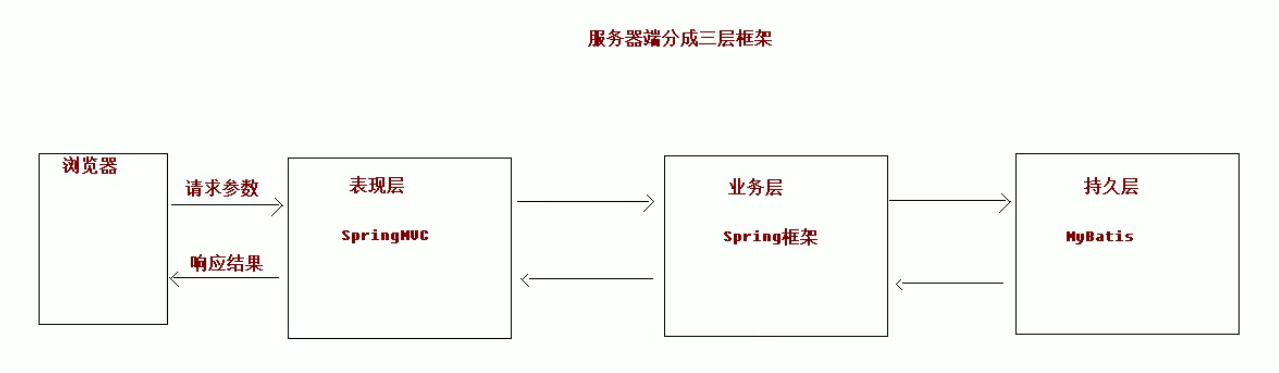 服务器端分成三层框架
浏览器
请求参数
响应结果
表现层
SpringMVC
业务层
Spring框架
持久层
MyBatis